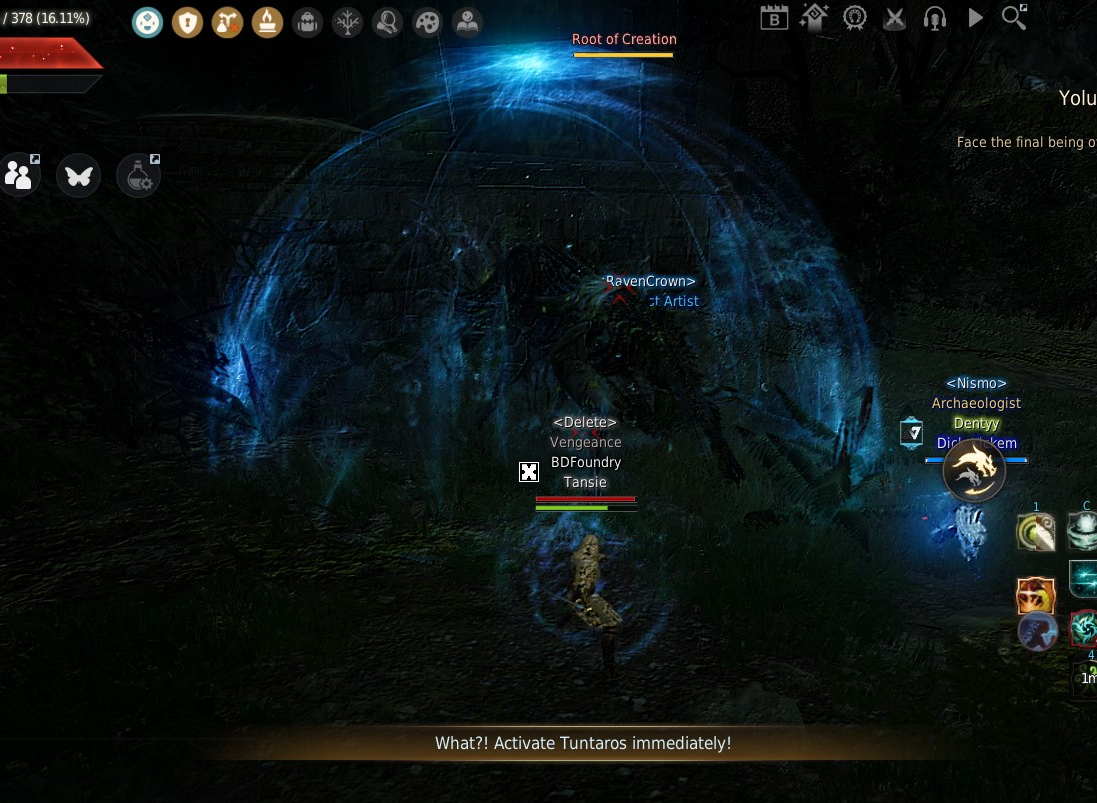 / 378 (16.11%)
B
Root of Creation
Yolu
Face the final being o
RavenCrown>
st Artist
<Nismo>
Archaeologist
Dentyy
<Delete>
Vengeance
BDFoundry
Tansie
1
C
4
1m
What?! Activate Tuntaros immediately!